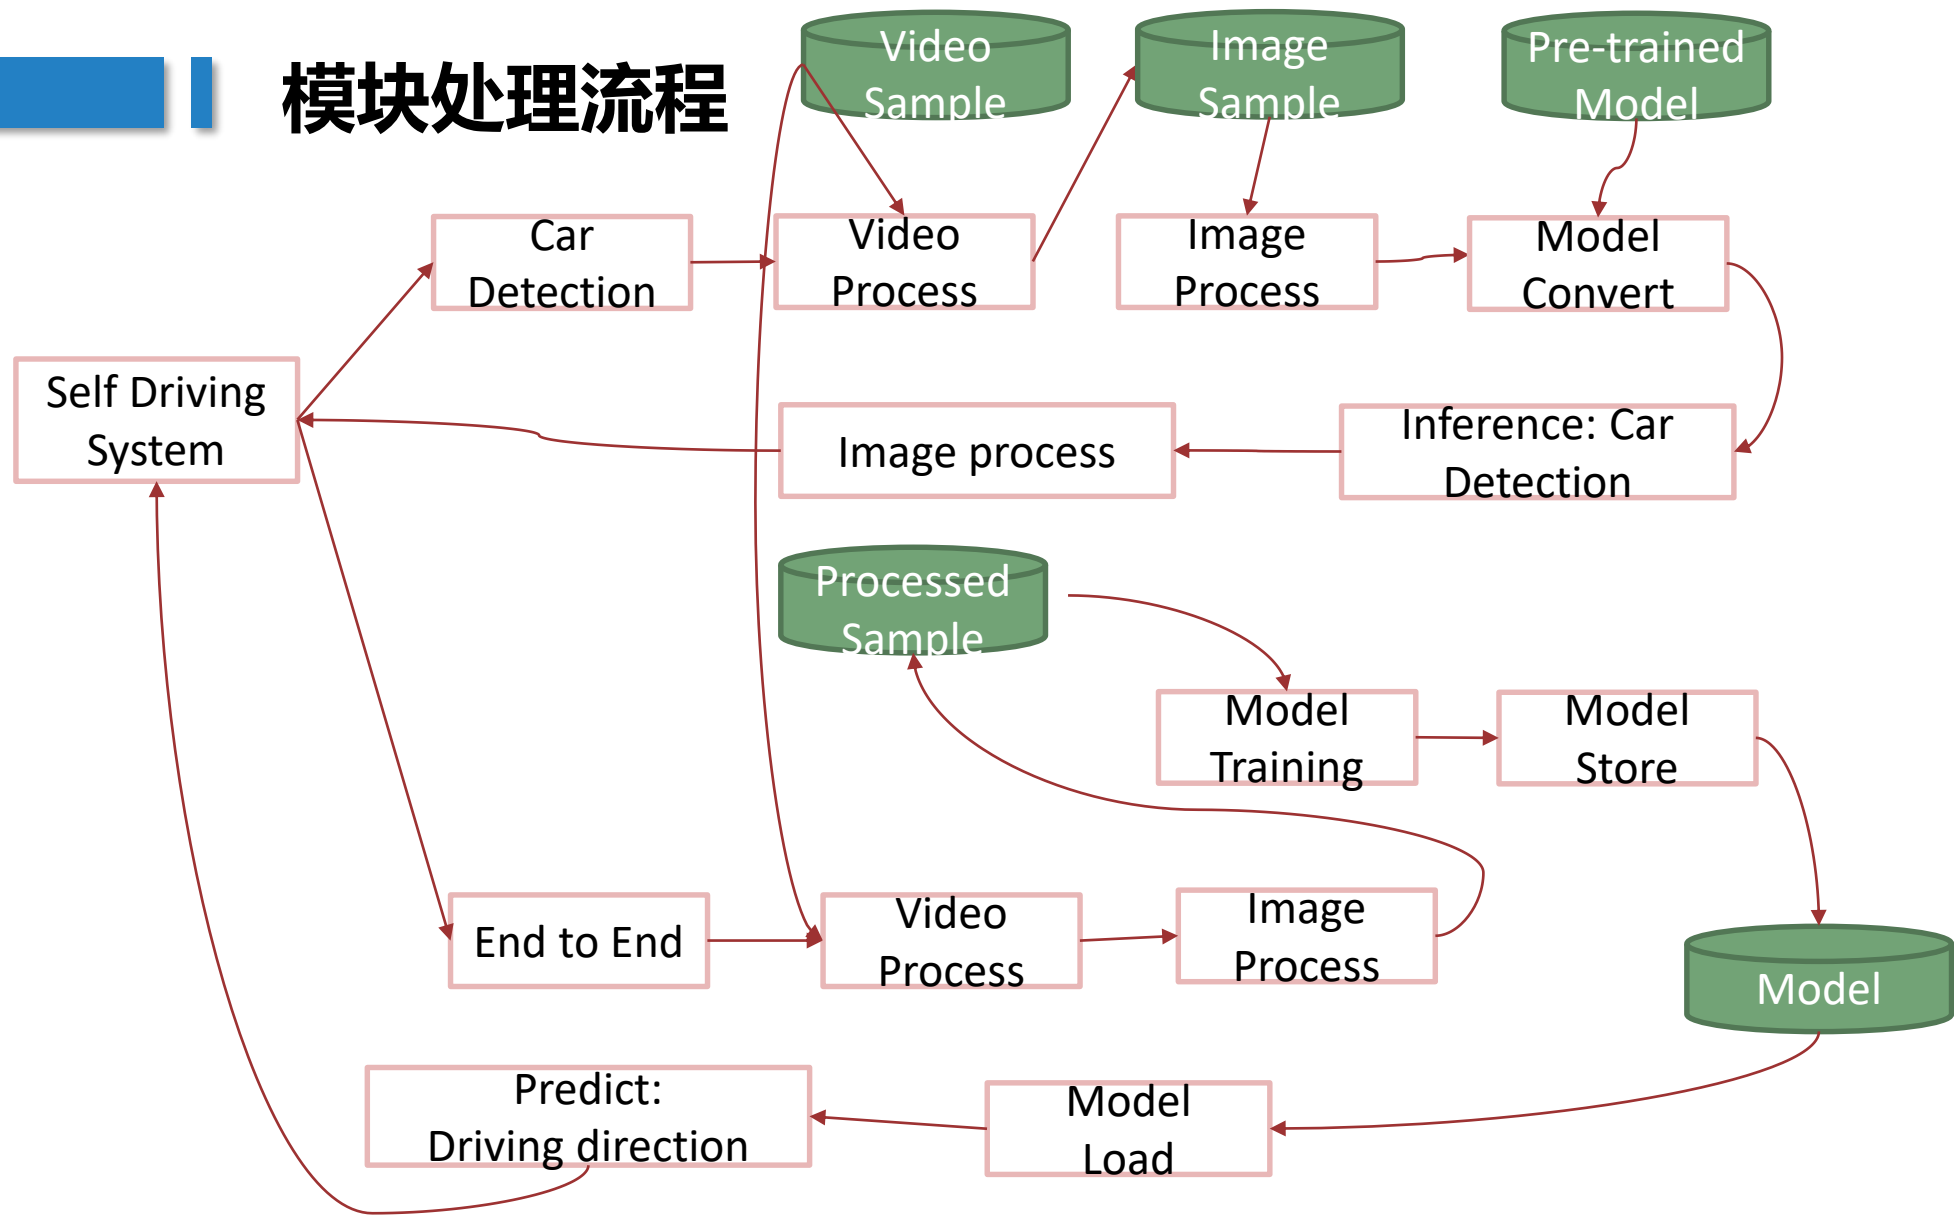 模块处理流程
Video
Sample
Image
Sample
Pre-trained
Model
Car
Detection
Video
Process
Image
Process
Model
Convert
Self Driving
System
Image process
Inference: Car
Detection
Processed
Sample
Model
Training
Model
Store
End to End
Video
Process
Image
Process
Model
Predict:
Driving direction
Model
Load